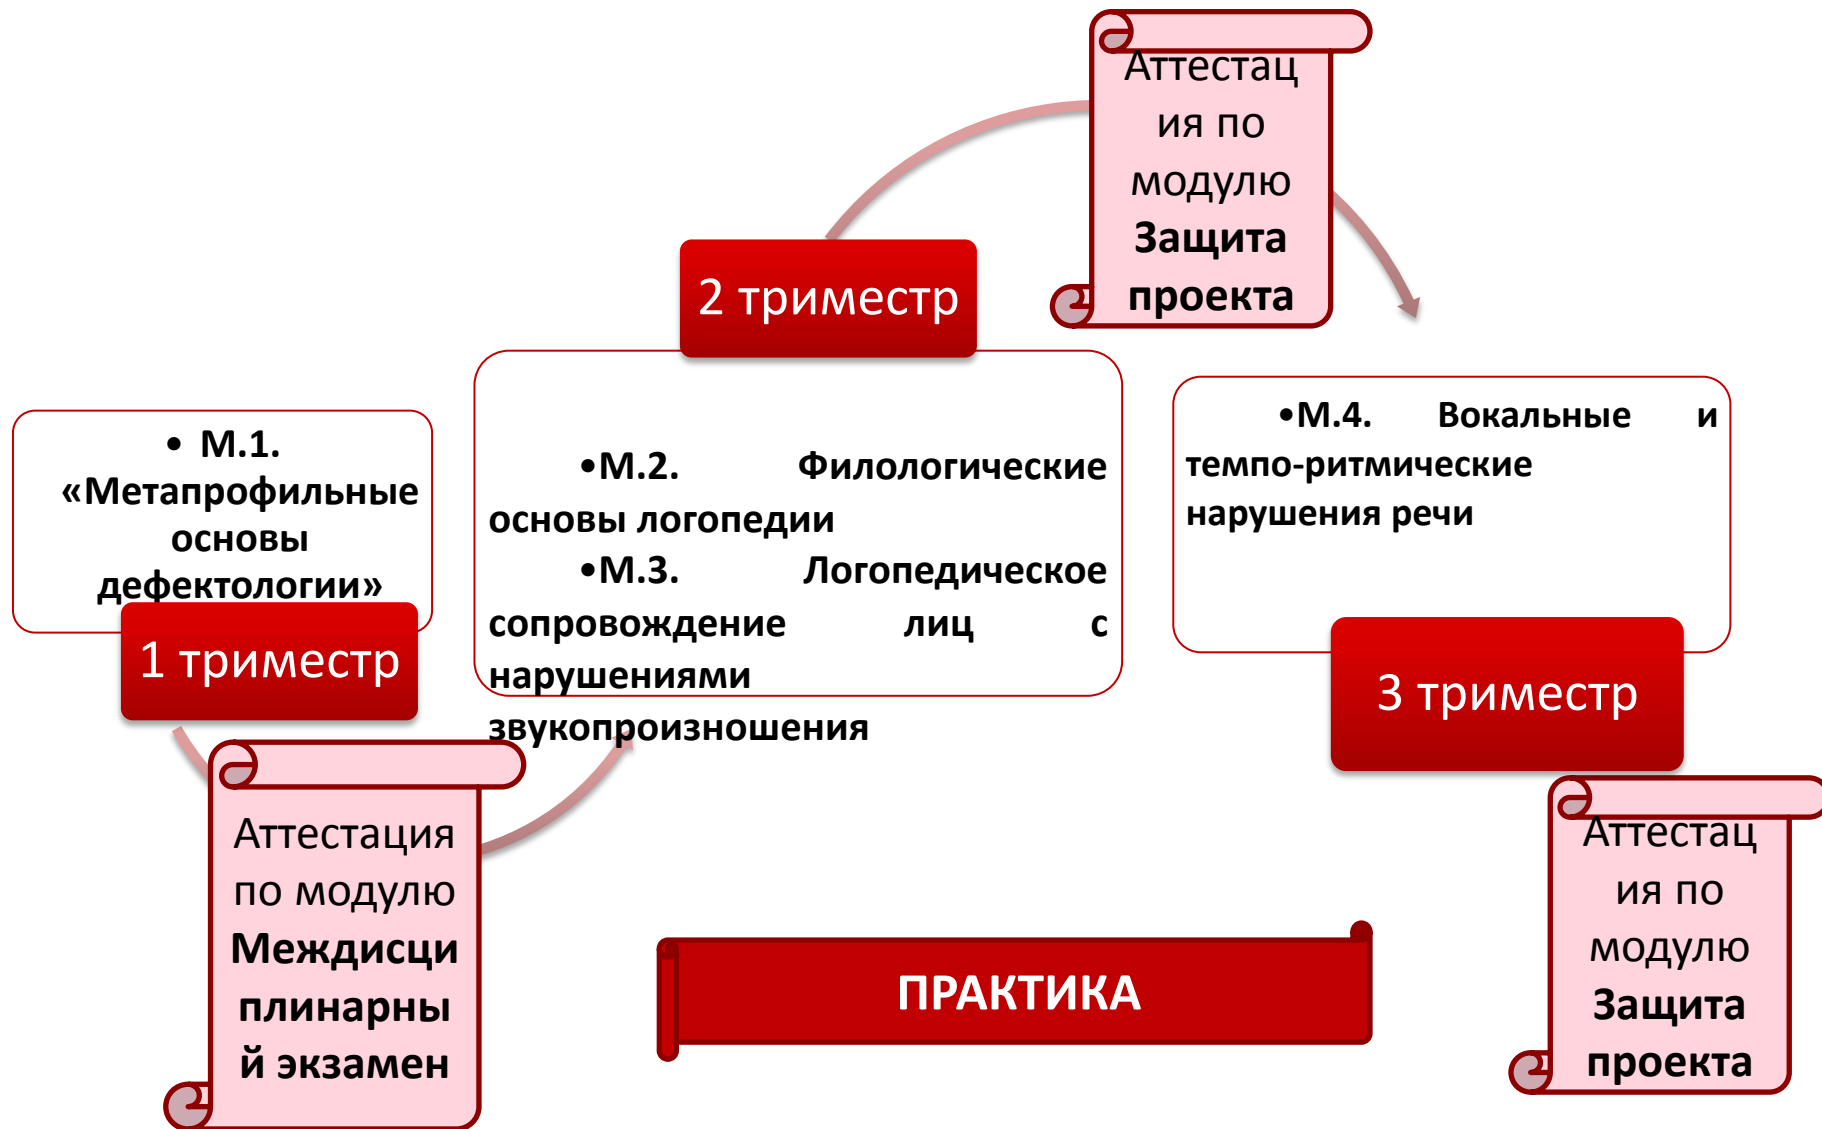 • М.1.
«Метапрофильные
основы
дефектологии»
1 триместр
Аттестация
по модулю
Междисци
плинарны
й экзамен
2 триместр
•М.2. Филологические
основы логопедии
•М.3. Логопедическое
сопровождение лиц с
нарушениями
звукопроизношения
Аттестац
ия по
модулю
Защита
проекта
•М.4. Вокальные и
темпо-ритмические
нарушения речи
3 триместр
Аттестац
ия по
модулю
Защита
проекта
ПРАКТИКА